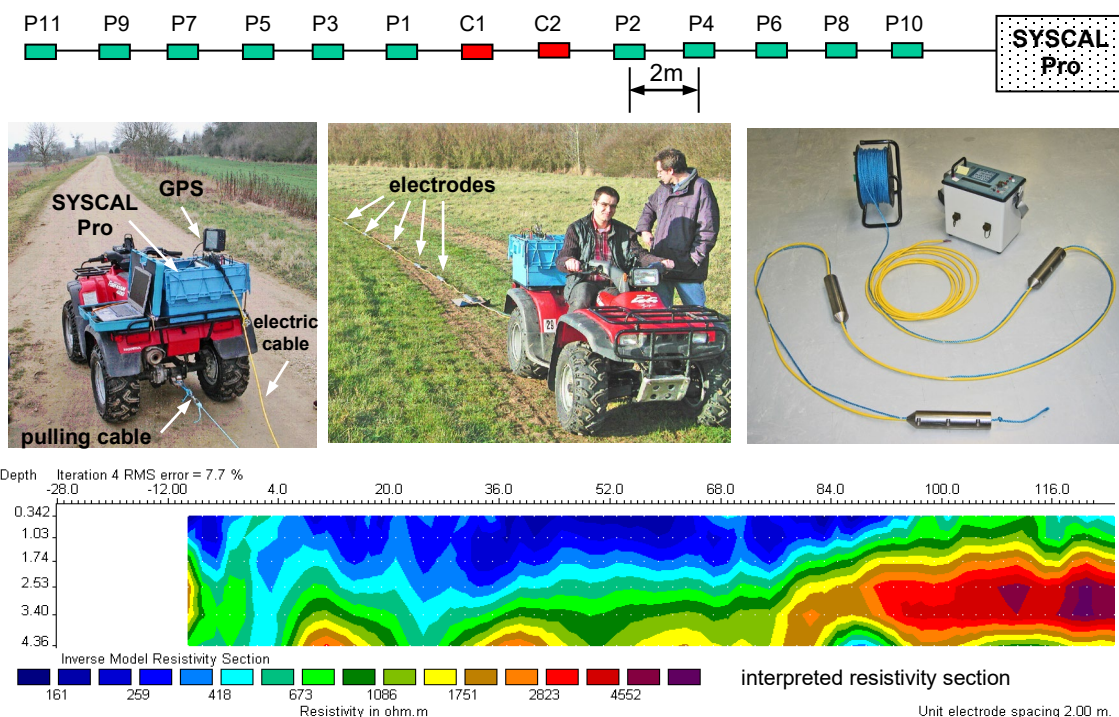 P11 P9 P7 P5 P3 P1 C1 C2 P2 P4 P6 P8 P10
SYSCAL
Pro
2m
SYSCAL
Pro
GPS
electric
cable
pulling cable
electrodes
29
Depth Iteration 4 RMS error = 7.7 %
-28.0 -12.00 4.0 20.0 36.0 52.0 68.0 84.0 100.0 116.0
0.342
1.03
1.74
2.53
3.40
4.36
Inverse Model Resistivity Section
161 259 418 673 1086 1751 2823 4552
interpreted resistivity section
Resistivity in ohm.m
Unit electrode spacing 2.00 m.